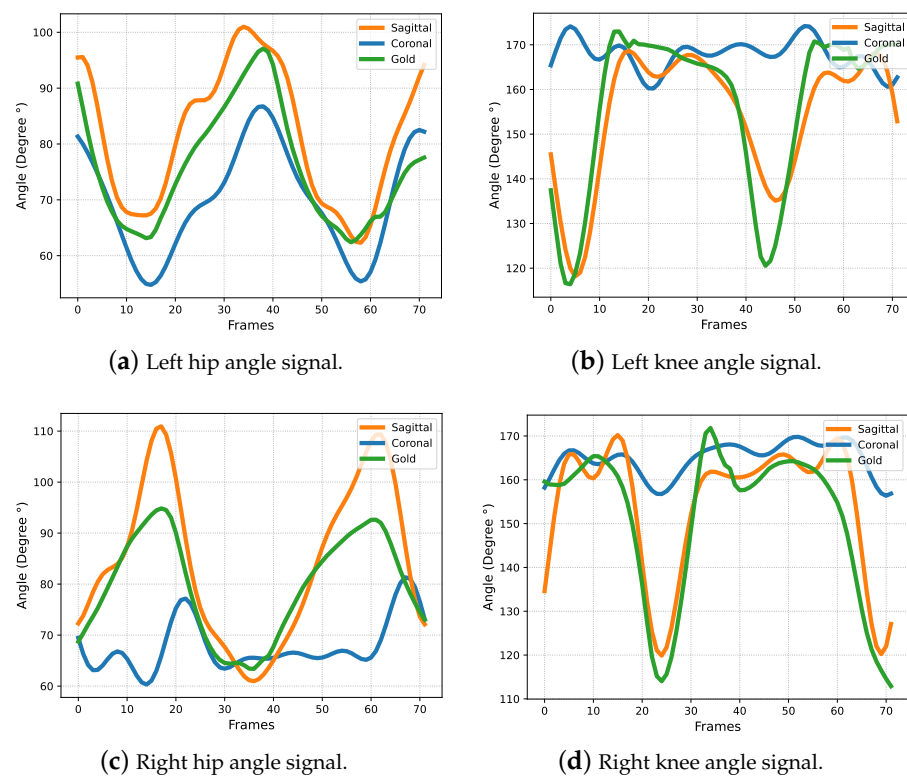 Sagittal
Coronal
Gold
100
90
80
70
60
Angle (Degree °)
0 10 20 30 40 50 60 70
Frames
(a) Left hip angle signal.
Sagittal
Coronal
Gold
170
160
150
140
130
120
Angle (Degree °)
0 10 20 30 40 50 60 70
Frames
(b) Left knee angle signal.
Sagittal
Coronal
Gold
110
100
90
80
70
60
Angle (Degree °)
0 10 20 30 40 50 60 70
Frames
(c) Right hip angle signal.
Sagittal
Coronal
Gold
170
160
150
140
130
120
110
Angle (Degree °)
0 10 20 30 40 50 60 70
Frames
(d) Right knee angle signal.